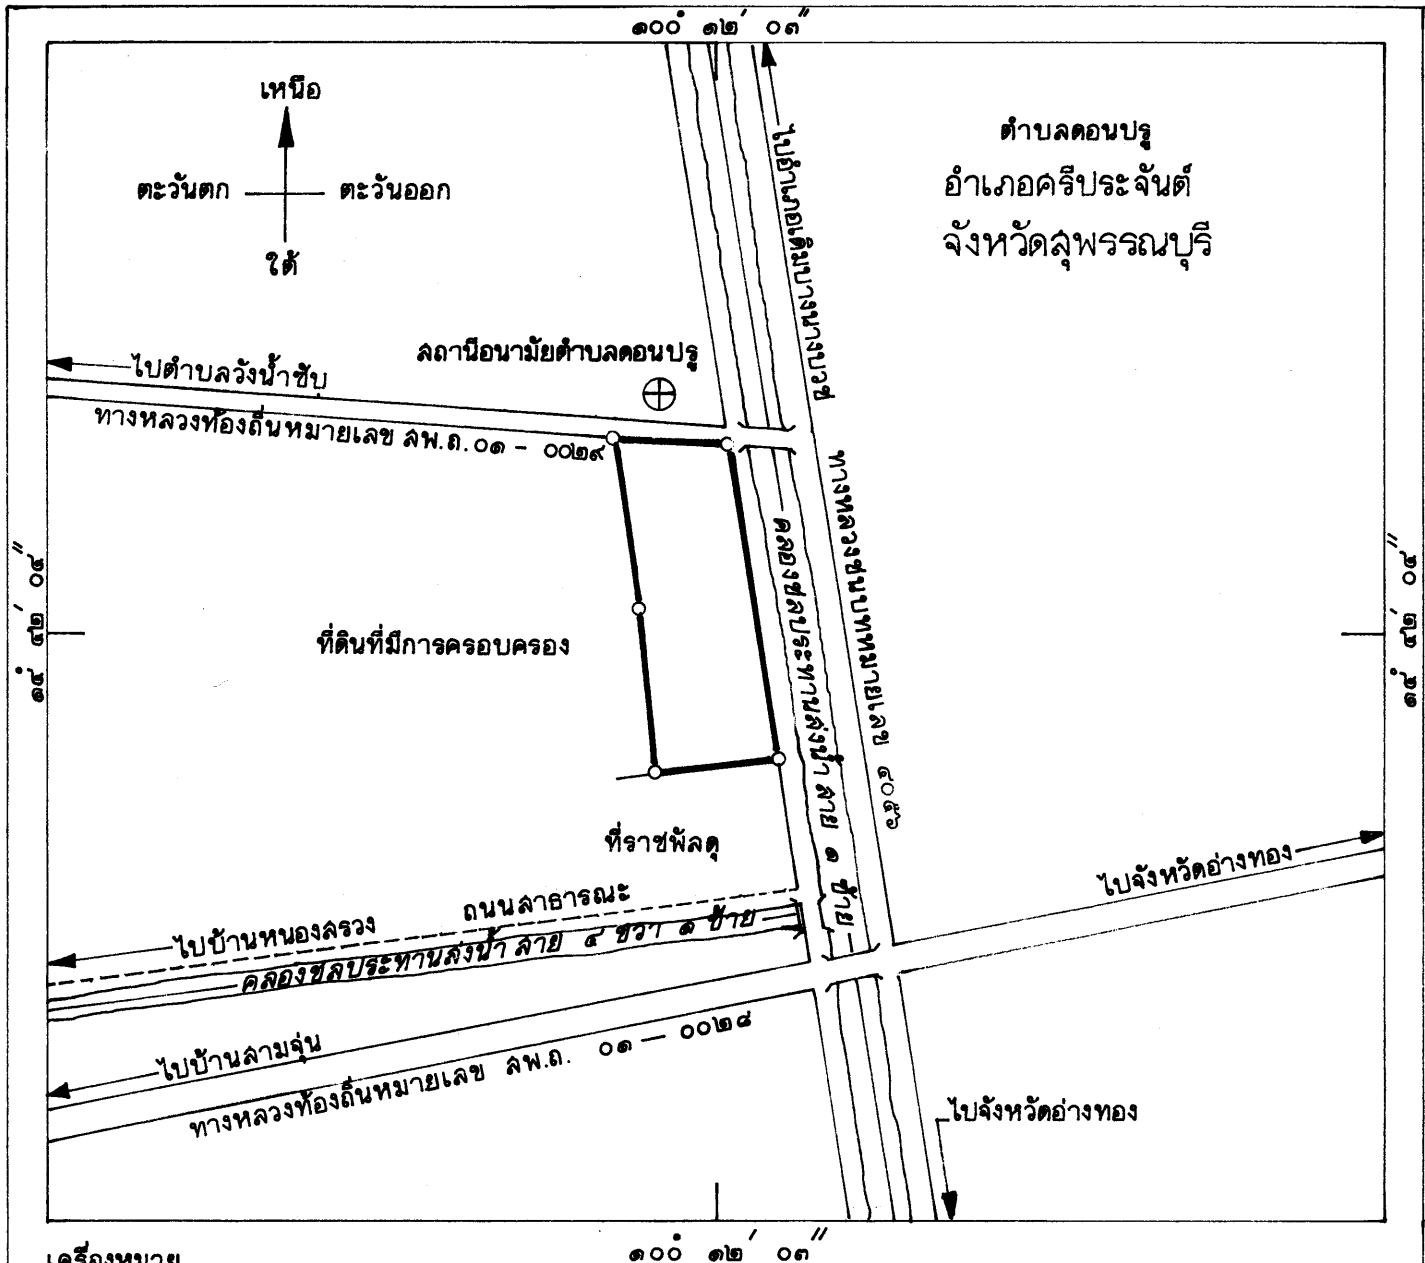 ๑๐๐° ๑๒′ ๐๓″
เหนือ
ตะวันตก
ตะวันออก
ใต้
ตำบลดอนปรู
อำเภอศรีประจันต์
จังหวัดสุพรรณบุรี
ไปอำเภอเดิมบางนางบวช
สถานีอนามัยตำบลดอนปรู
ไปตำบลวังน้ำซับ
ทางหลวงท้องถิ่นหมายเลข สพ.ถ. ๐๑ - ๐๐๒๙
ทางหลวงชนบทหมายเลข ๔๐๕๖
คลองชลประทานส่งน้ำ สาย ๑ ซ้าย
๑๔° ๔๒′ ๐๔″
๑๔° ๔๒′ ๐๔″
ที่ดินที่มีการครอบครอง
ที่ราชพัสดุ
ไปจังหวัดอ่างทอง
ถนนสาธารณะ
ไปบ้านหนองสรวง
คลองชลประทานส่งน้ำ สาย ๔ ขวา ๑ ซ้าย
ไปบ้านสามจุ่น
ทางหลวงท้องถิ่นหมายเลข สพ.ถ. ๐๑ — ๐๐๒๘
ไปจังหวัดอ่างทอง
๑๐๐° ๑๒′ ๐๓″
เครื่องหมาย